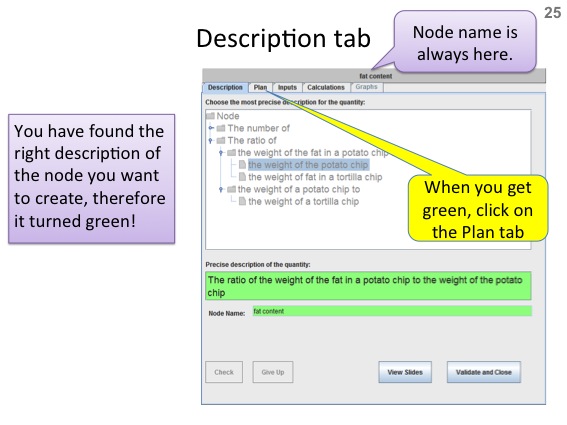 25
Description tab
Node name is
always here.
fat content
Description Plan Inputs Calculations Graphs
Choose the most precise description for the quantity:
Node
The number of
The ratio of
the weight of the fat in a potato chip
the weight of the potato chip
the weight of fat in a tortilla chip
the weight of a potato chip to
the weight of a tortilla chip
You have found the
right description of
the node you want
to create, therefore
it turned green!
When you get
green, click on
the Plan tab
Precise description of the quantity:
The ratio of the weight of the fat in a potato chip to the weight of the potato
chip
Node Name: fat content
Check Give Up View Slides Validate and Close